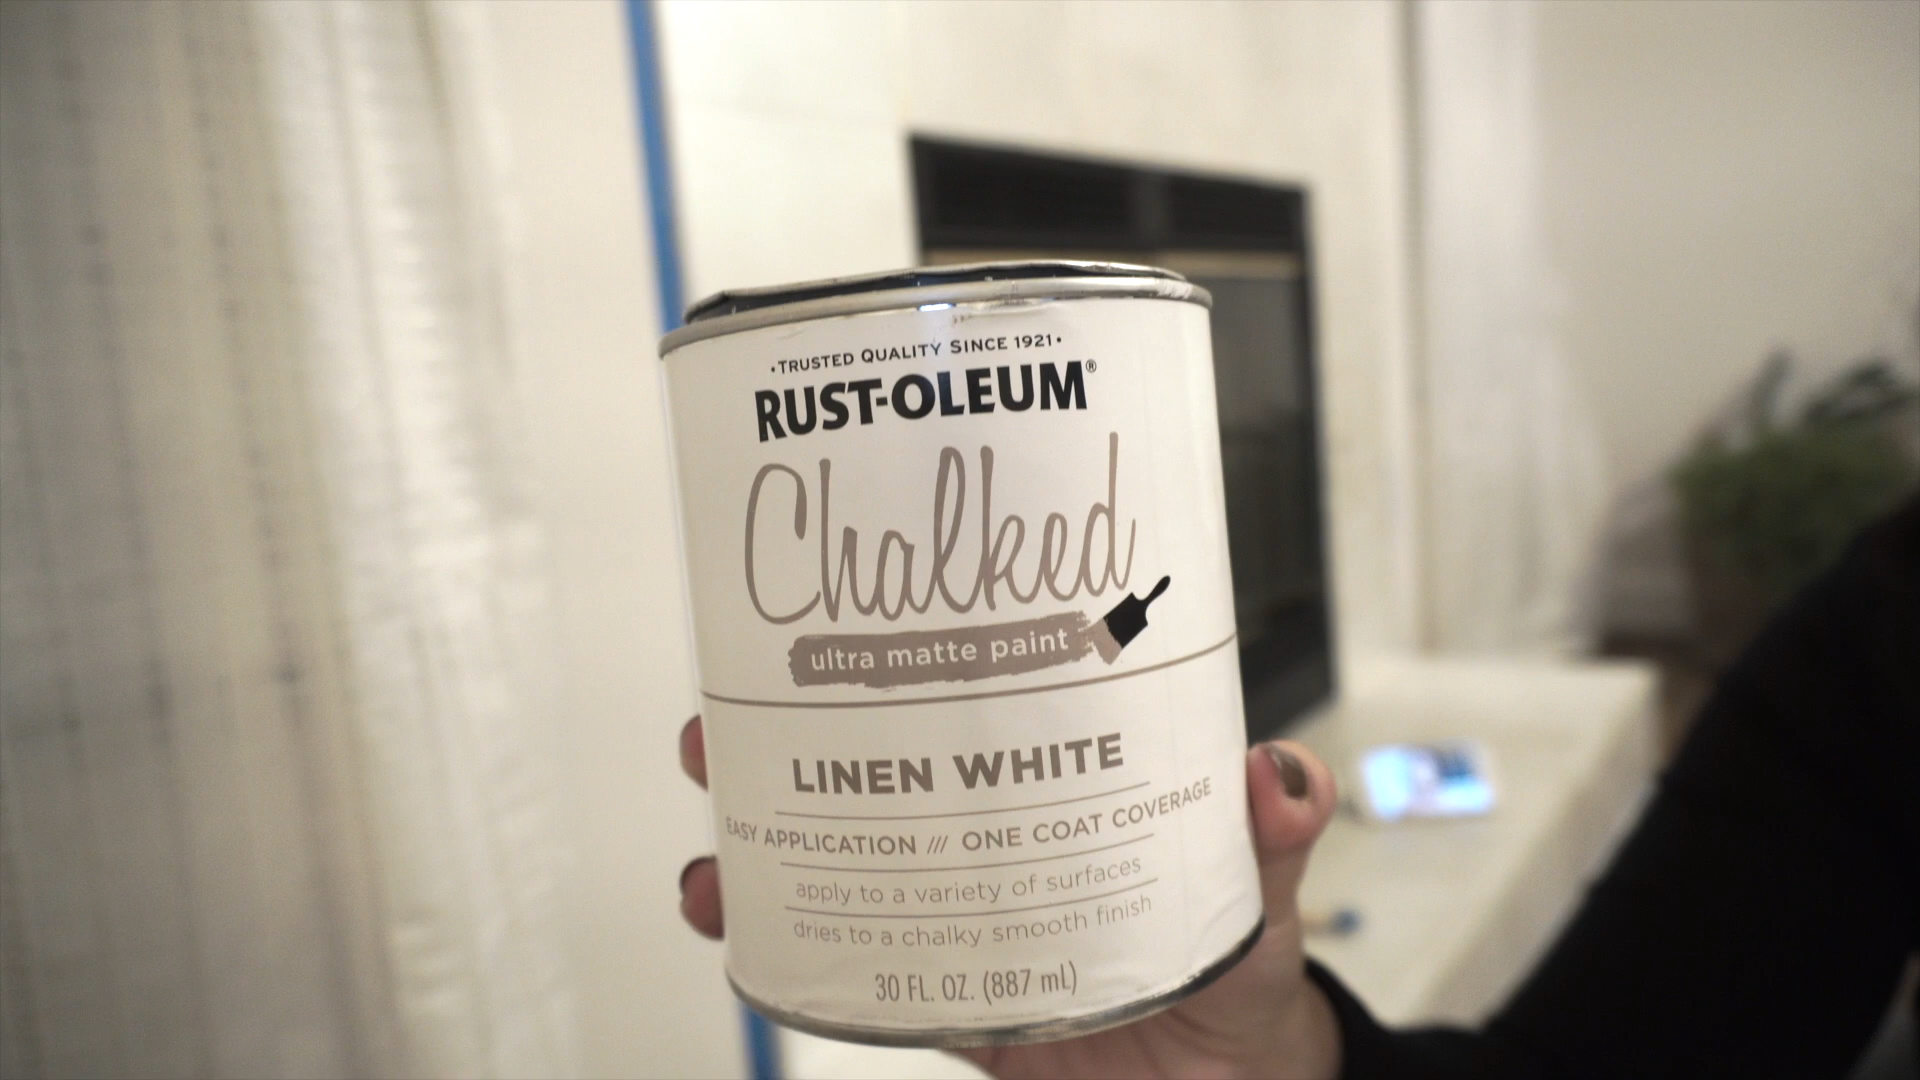 •TRUSTED QUALITY SINCE 1921•
RUST-OLEUM®
Chalked
ultra matte paint
LINEN WHITE
EASY APPLICATION /// ONE COAT COVERAGE
apply to a variety of surfaces
dries to a chalky smooth finish
30 FL. OZ. (887 mL)